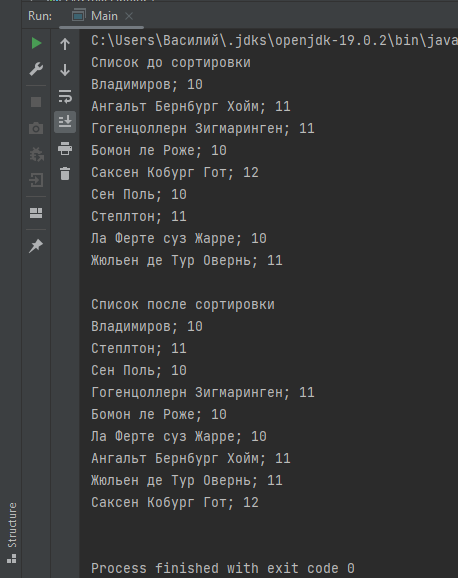 Run: Main
C:\Users\Василий\.jdks\openjdk-19.0.2\bin\java
Список до сортировки
Владимиров; 10
Ангальт Бернбург Хойм; 11
Гогенцоллерн Зигмаринген; 11
Бомон ле Роже; 10
Саксен Кобург Гот; 12
Сен Поль; 10
Степлтон; 11
Ла Ферте суз Жарре; 10
Жюльен де Тур Овернь; 11
Список после сортировки
Владимиров; 10
Степлтон; 11
Сен Поль; 10
Гогенцоллерн Зигмаринген; 11
Бомон ле Роже; 10
Ла Ферте суз Жарре; 10
Ангальт Бернбург Хойм; 11
Жюльен де Тур Овернь; 11
Саксен Кобург Гот; 12
Process finished with exit code 0
Structure